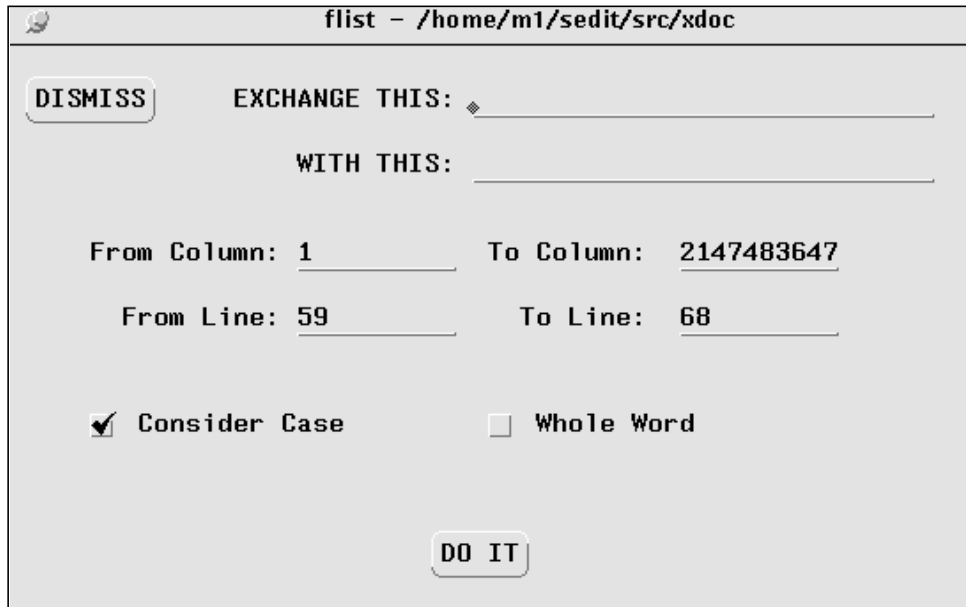 flist - /home/m1/sedit/src/xdoc
DISMISS EXCHANGE THIS:
WITH THIS:
From Column: 1 To Column: 2147483647
From Line: 59 To Line: 68
Consider Case Whole Word
DO IT